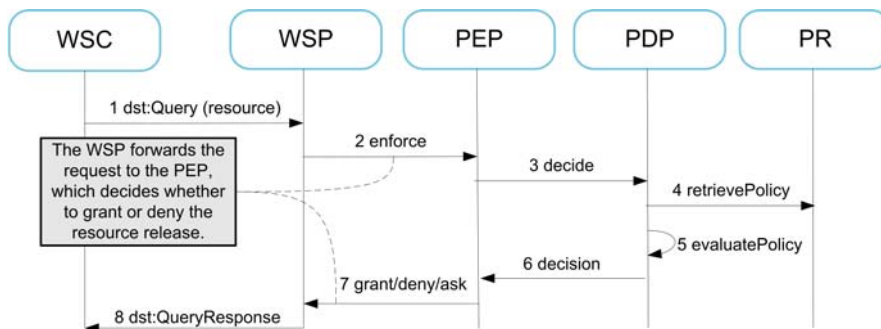 WSC
WSP
PEP
PDP
PR
1 dst:Query (resource)
The WSP forwards the
request to the PEP,
which decides whether
to grant or deny the
resource release.
2 enforce
3 decide
4 retrievePolicy
5 evaluatePolicy
6 decision
7 grant/deny/ask
8 dst:QueryResponse